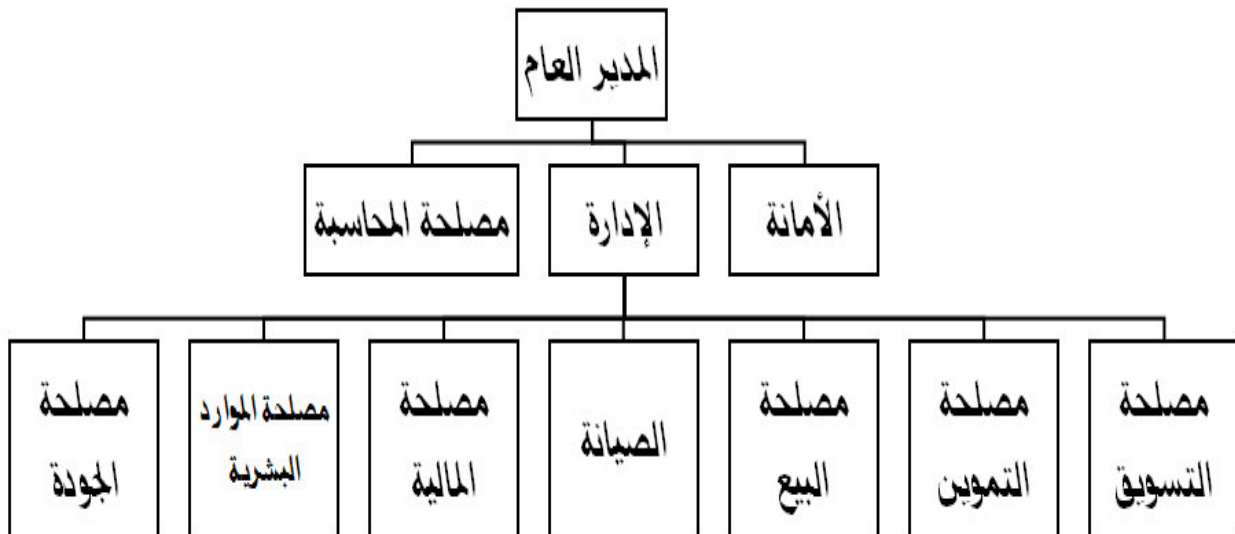 المدير العام
الأمانة
الإدارة
مصلحة المحاسبة
مصلحة
التسويق
مصلحة
التموين
مصلحة
البيع
الصيانة
مصلحة
المالية
مصلحة الموارد
البشرية
مصلحة
الجودة